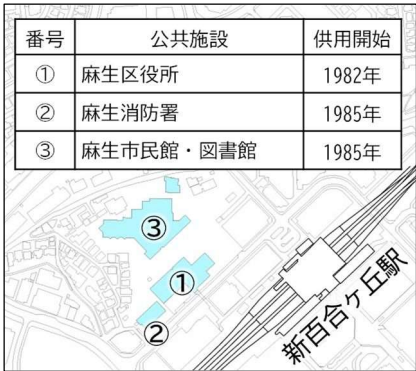 番号 公共施設 供用開始
① 麻生区役所 1982年
② 麻生消防署 1985年
③ 麻生市民館・図書館 1985年
③
①
②
新百合ヶ丘駅